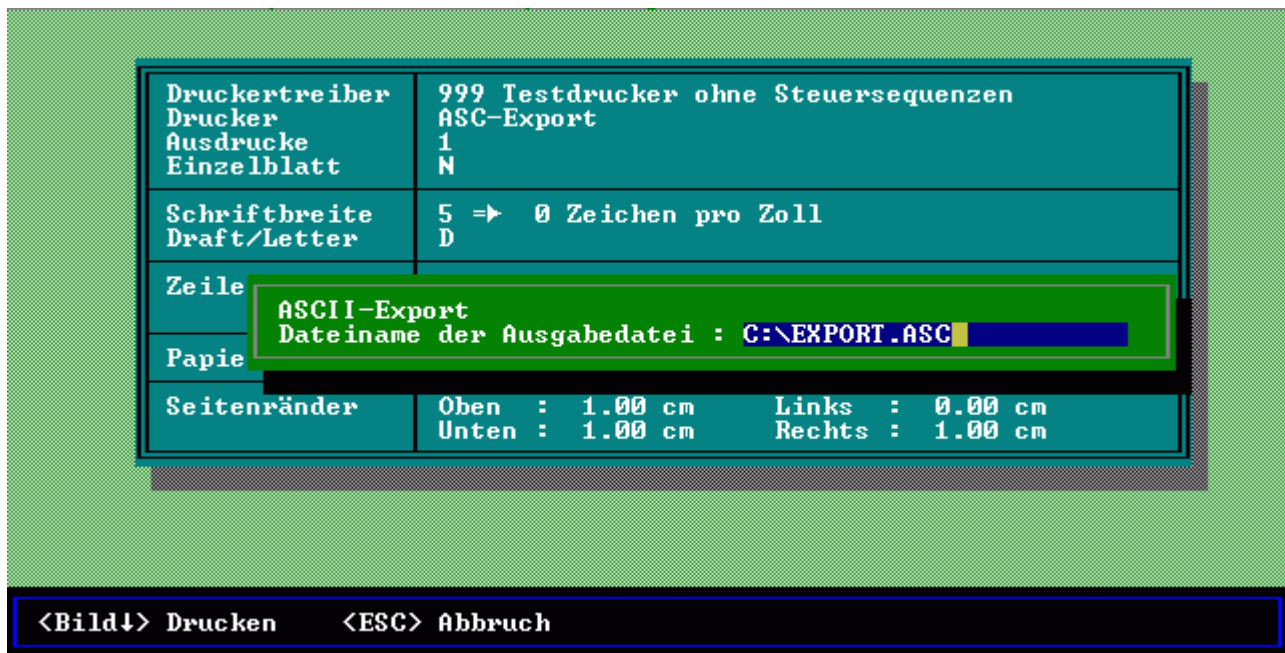 Druckertreiber 999 Testdrucker ohne Steuersequenzen
Drucker ASC-Export
Ausdrucke 1
Einzelblatt N
Schriftbreite 5 => 0 Zeichen pro Zoll
Draft/Letter D
Zeile
ASCII-Export
Dateiname der Ausgabedatei : C:\EXPORT.ASC
Papie
Seitenränder Oben : 1.00 cm Links : 0.00 cm
Unten : 1.00 cm Rechts : 1.00 cm
<Bild↓> Drucken <ESC> Abbruch